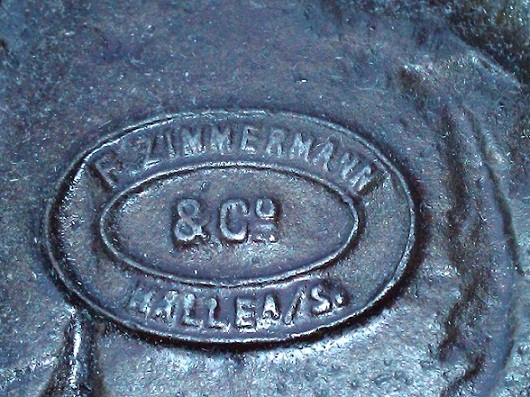 F. ZIMMERMANN
& Co
HALLE A/S.